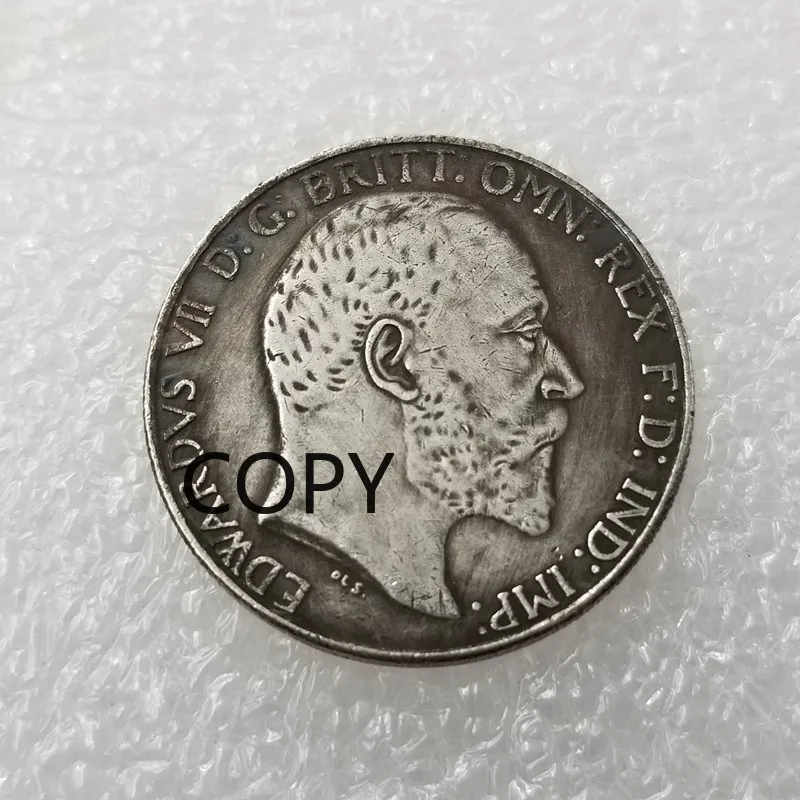 EDWARDVS VII D: G: BRITT: OMN: REX F: D: IND: IMP:
COPY